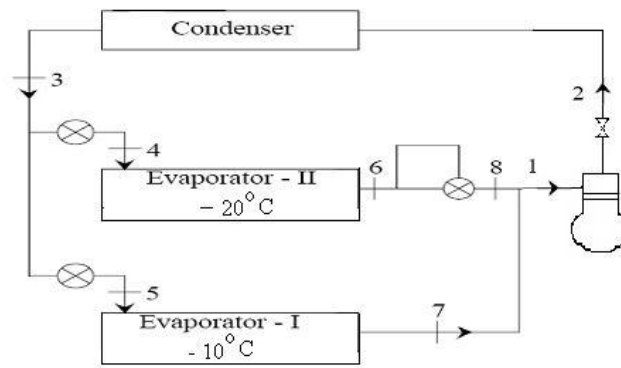 Condenser
3
2
4
6
8
1
Evaporator - II
– 20°C
5
7
Evaporator - I
- 10°C